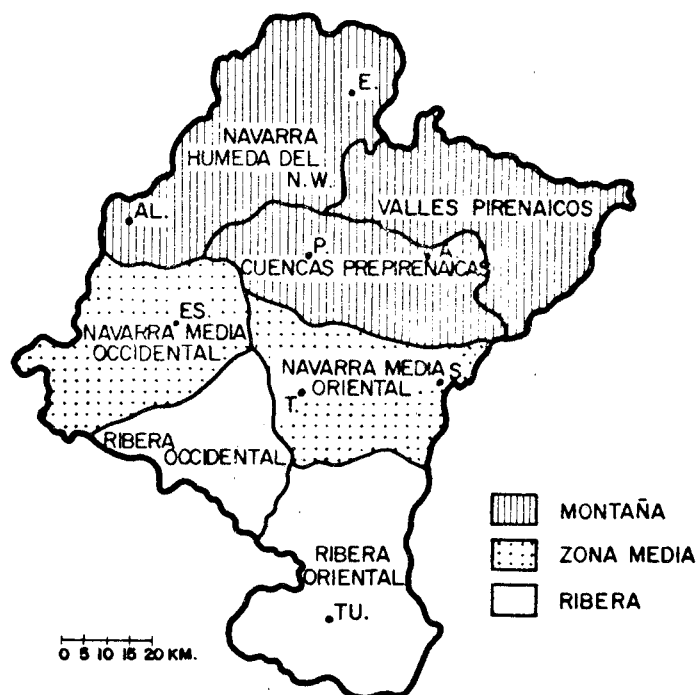 E.
NAVARRA
HUMEDA DEL
N.W.
VALLES PIRENAICOS
AL.
P.
A.
CUENCAS PREPIRENAICAS
ES.
NAVARRA MEDIA
OCCIDENTAL
NAVARRA MEDIA
ORIENTAL
S.
T.
RIBERA
OCCIDENTAL
MONTAÑA
ZONA MEDIA
RIBERA
RIBERA
ORIENTAL
TU.
0 5 10 15 20 KM.